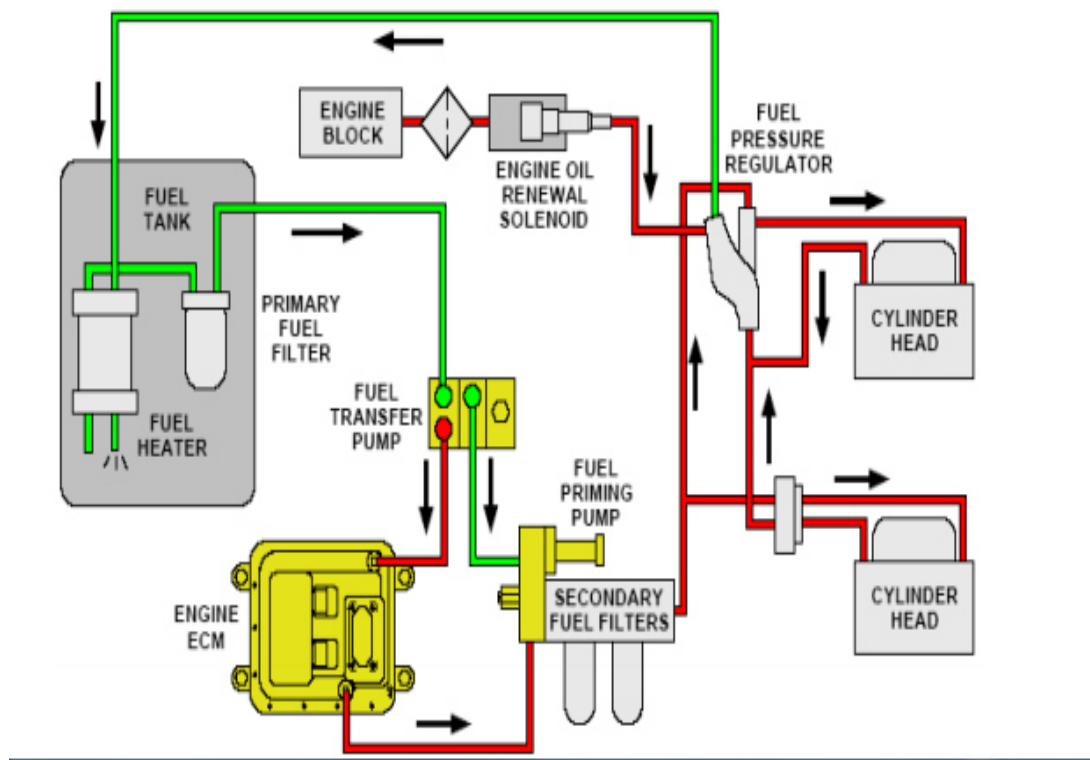 ENGINE
BLOCK
ENGINE OIL
RENEWAL
SOLENOID
FUEL
PRESSURE
REGULATOR
FUEL
TANK
PRIMARY
FUEL
FILTER
FUEL
HEATER
FUEL
TRANSFER
PUMP
CYLINDER
HEAD
FUEL
PRIMING
PUMP
ENGINE
ECM
SECONDARY
FUEL FILTERS
CYLINDER
HEAD